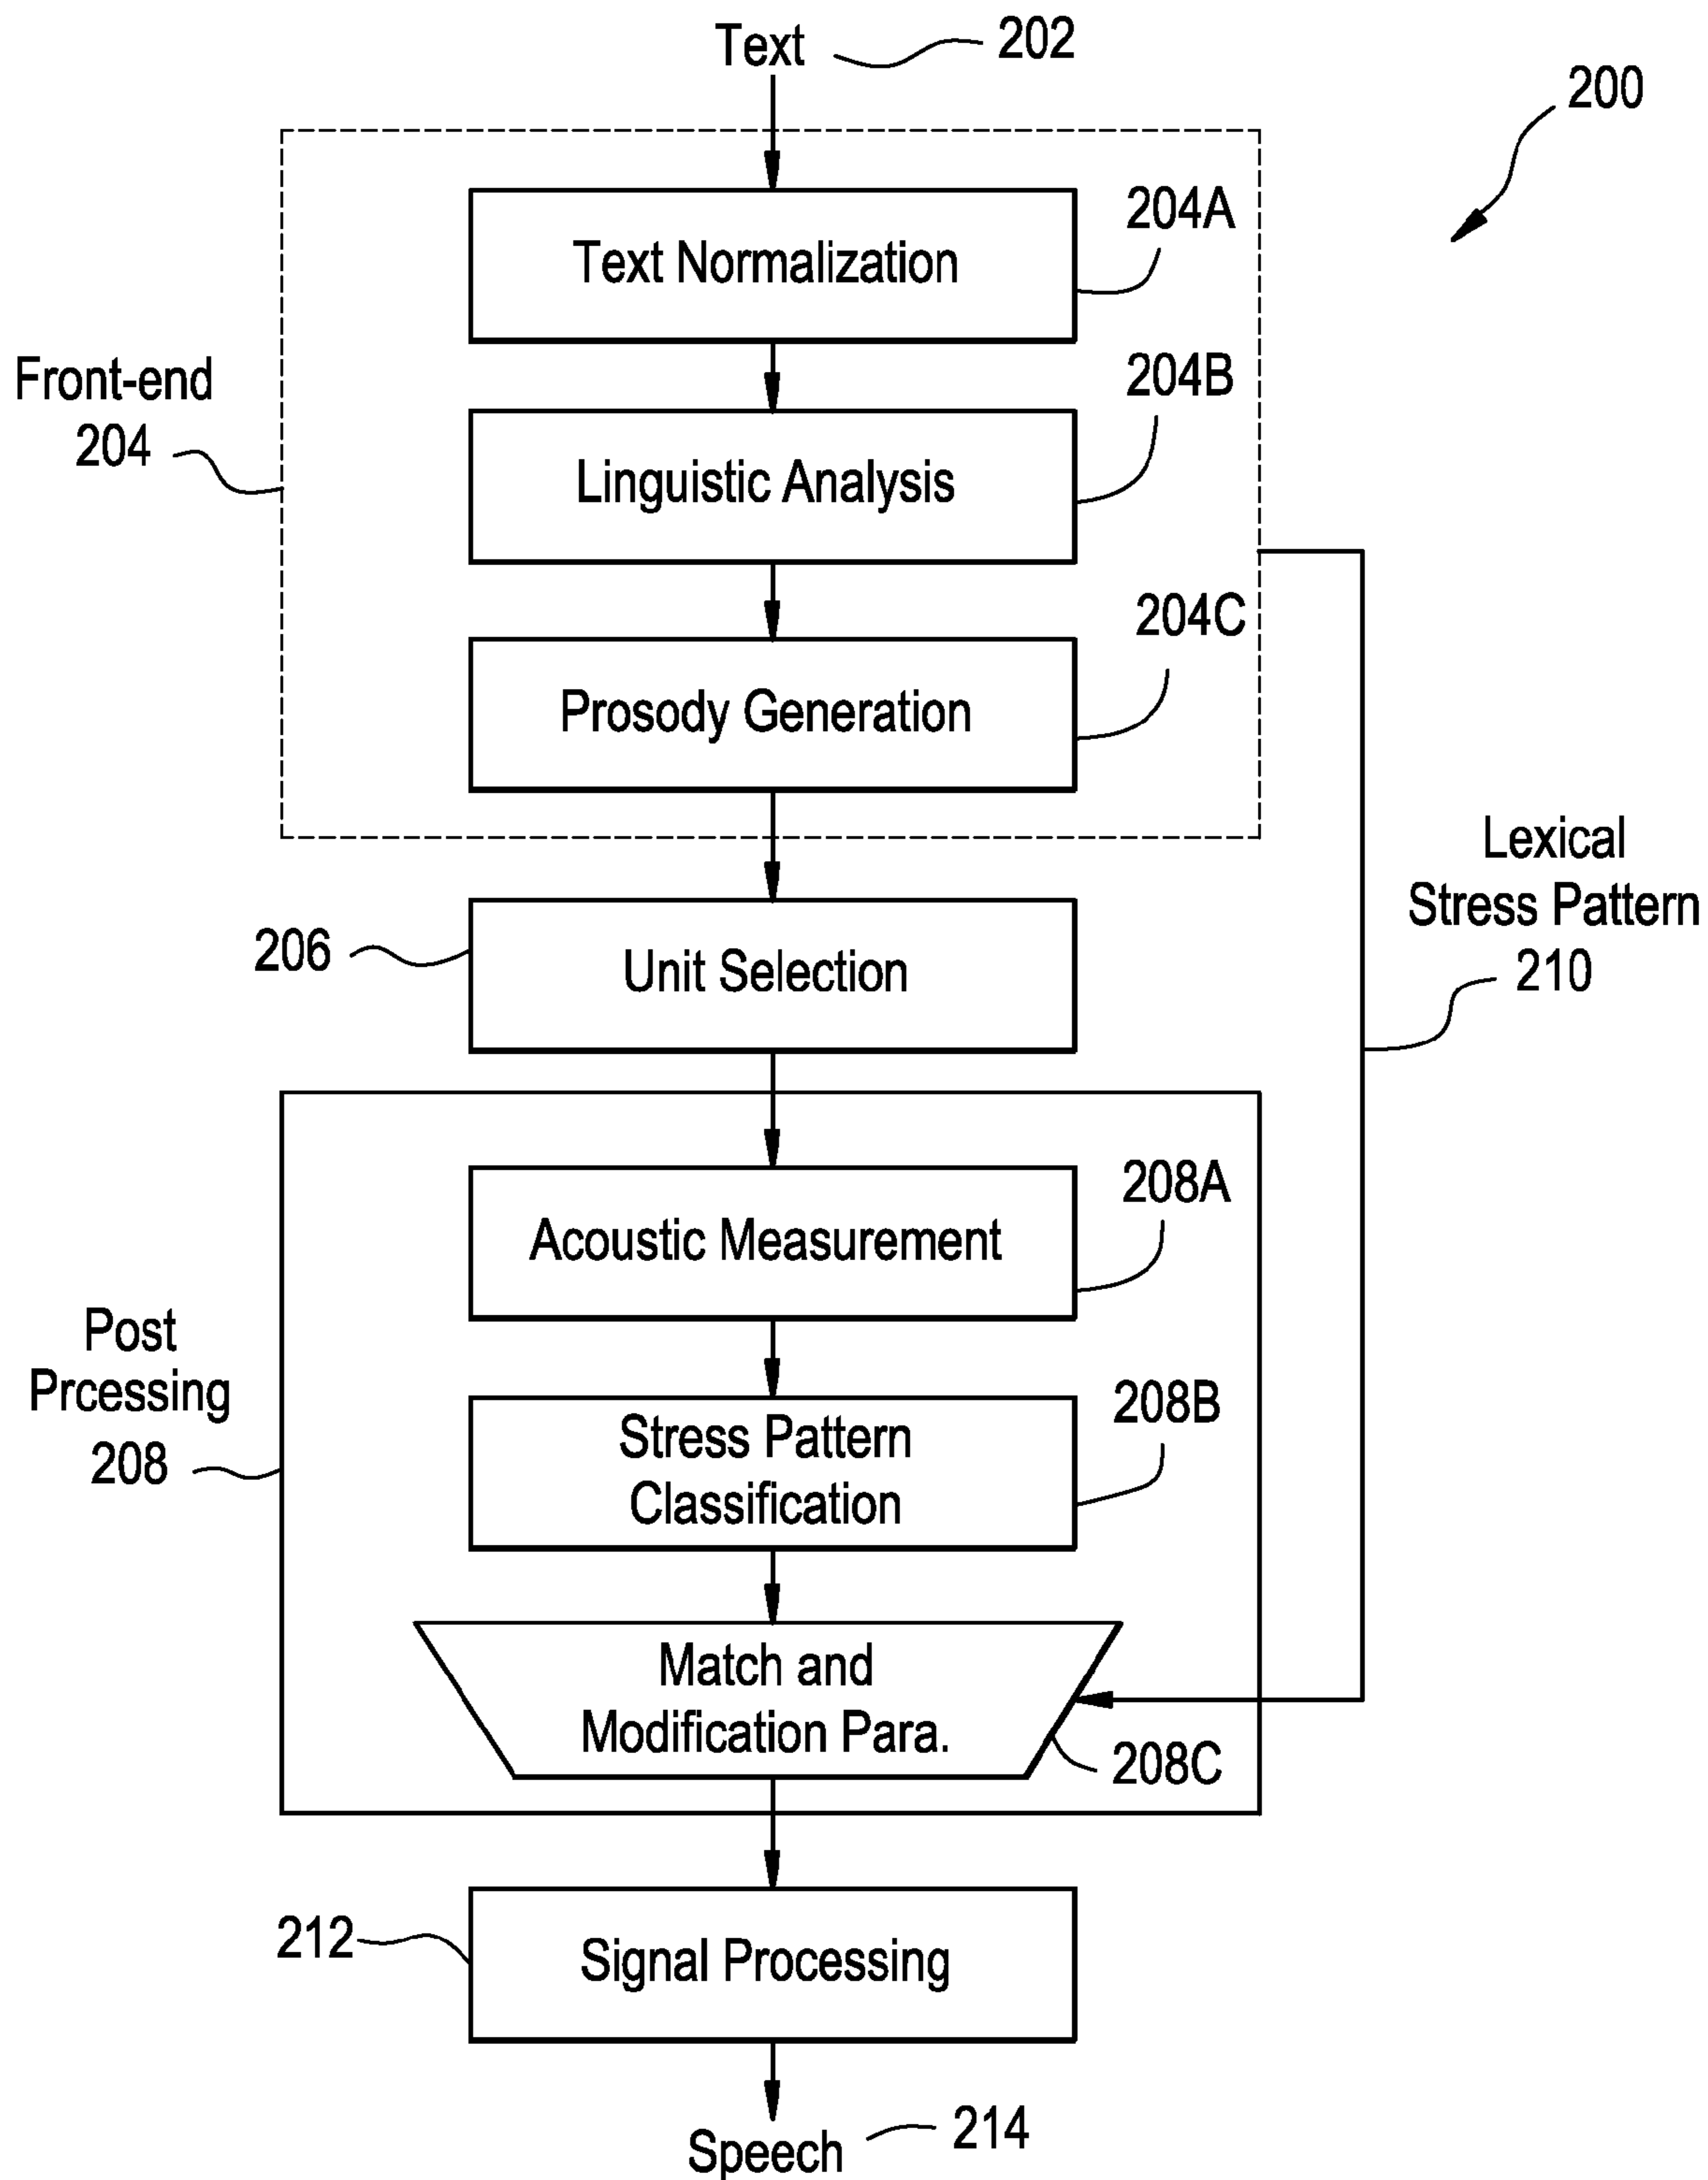 Text
202
200
204A
Text Normalization
Front-end
204
204B
Linguistic Analysis
204C
Prosody Generation
Lexical
Stress Pattern
210
206
Unit Selection
208A
Acoustic Measurement
Post
Prcessing
208
208B
Stress Pattern
Classification
Match and
Modification Para.
208C
212
Signal Processing
Speech
214